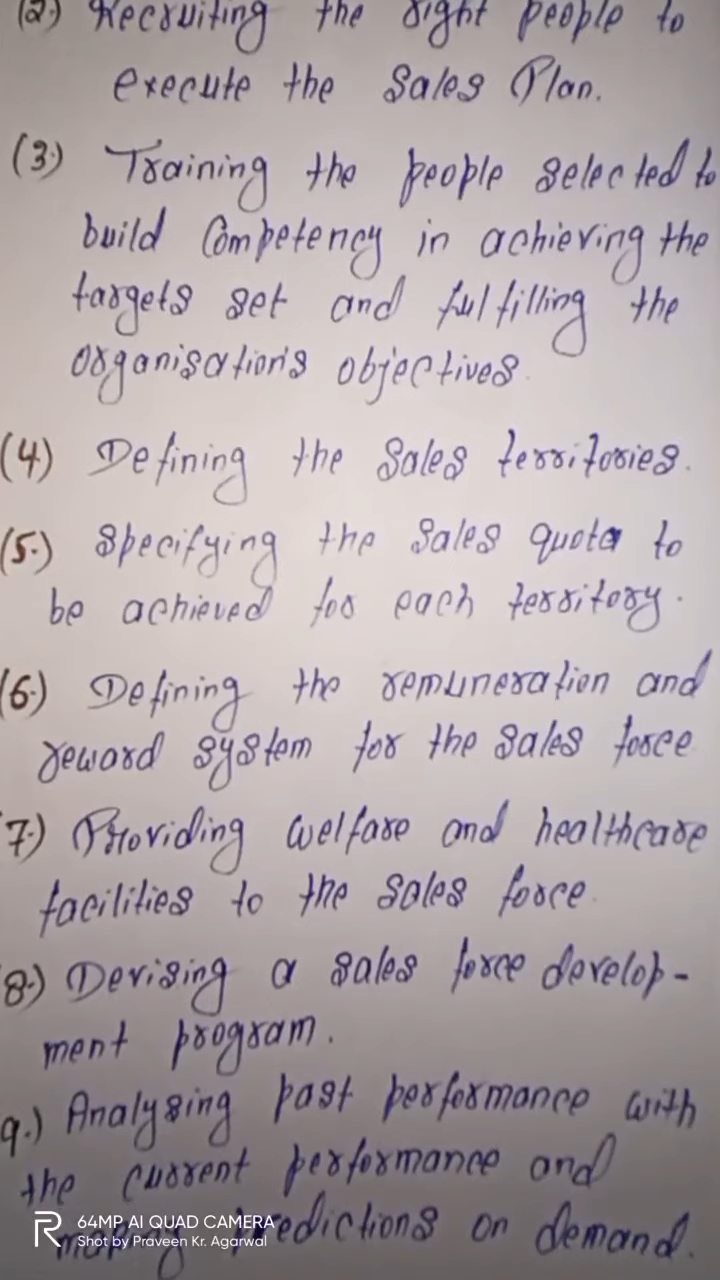 (2.) Recruiting the right people to
execute the Sales Plan.
(3.) Training the people selected to
build Competency in achieving the
targets set and fulfilling the
organisation's objectives.
(4) Defining the Sales territories.
(5.) Specifying the Sales quota to
be achieved for each territory.
(6.) Defining the remuneration and
reward system for the Sales force
7.) Providing welfare and healthcare
facilities to the Sales force.
8.) Devising a sales force develop-
ment program.
9.) Analysing past performance with
the current performance and
making predictions on demand.
64MP AI QUAD CAMERA
Shot by Praveen Kr. Agarwal